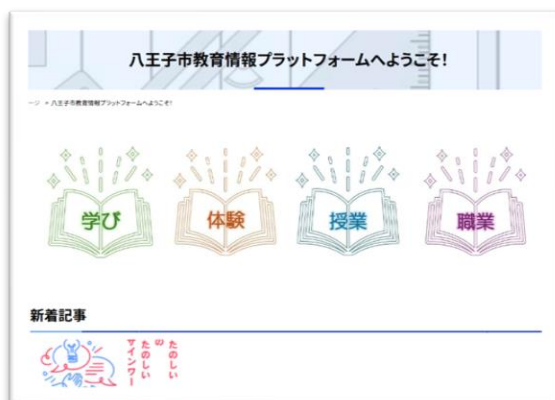 八王子市教育情報プラットフォームへようこそ!
ージ > 八王子市教育情報プラットフォームへようこそ!
学び
体験
授業
職業
新着記事
たのしい
の
たのしい
サインワー